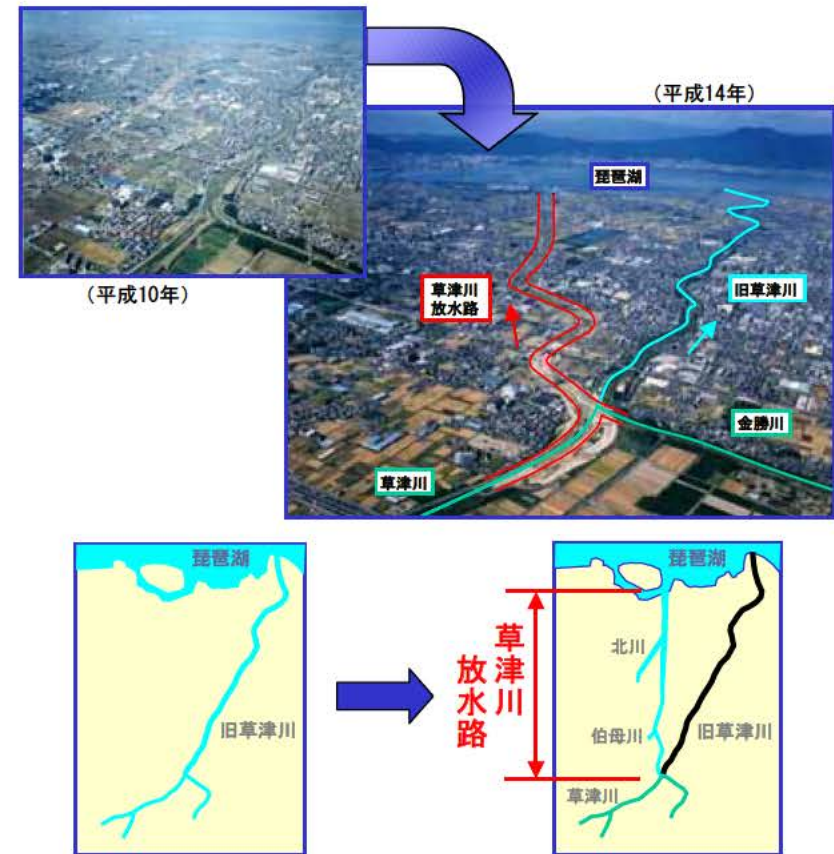 (平成14年)
琵琶湖
(平成10年)
草津川
放水路
旧草津川
金勝川
草津川
琵琶湖
旧草津川
琵琶湖
北川
草津川
放水路
伯母川
旧草津川
草津川